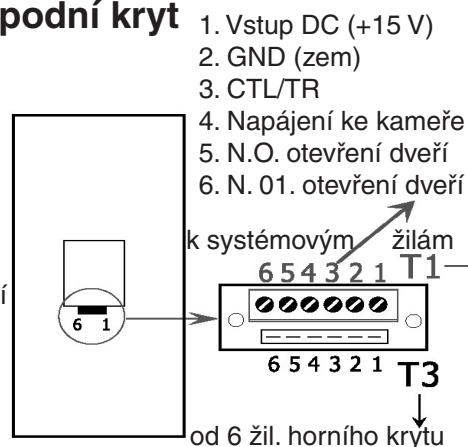 podní kryt
1. Vstup DC (+15 V)
2. GND (zem)
3. CTL/TR
4. Napájení ke kameře
5. N.O. otevření dveří
6. N. 01. otevření dveří
k systémovým žilám
6 5 4 3 2 1 T1
í
6 1
6 5 4 3 2 1 T3
od 6 žil. horního krytu